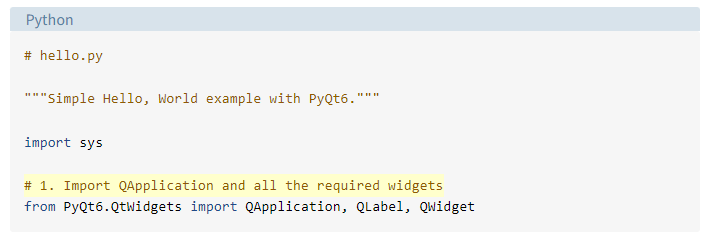 Python
# hello.py
"""Simple Hello, World example with PyQt6."""
import sys
# 1. Import QApplication and all the required widgets
from PyQt6.QtWidgets import QApplication, QLabel, QWidget